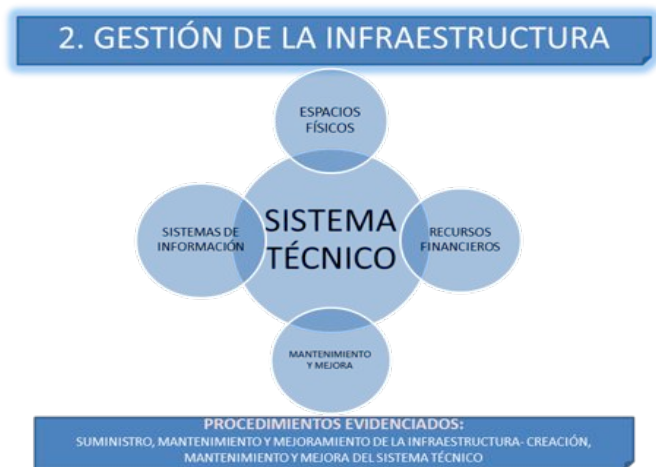 2. GESTIÓN DE LA INFRAESTRUCTURA
ESPACIOS
FÍSICOS
SISTEMAS DE
INFORMACIÓN
SISTEMA
TÉCNICO
RECURSOS
FINANCIEROS
MANTENIMIENTO
Y MEJORA
PROCEDIMIENTOS EVIDENCIADOS:
SUMINISTRO, MANTENIMIENTO Y MEJORAMIENTO DE LA INFRAESTRUCTURA- CREACIÓN,
MANTENIMIENTO Y MEJORA DEL SISTEMA TÉCNICO